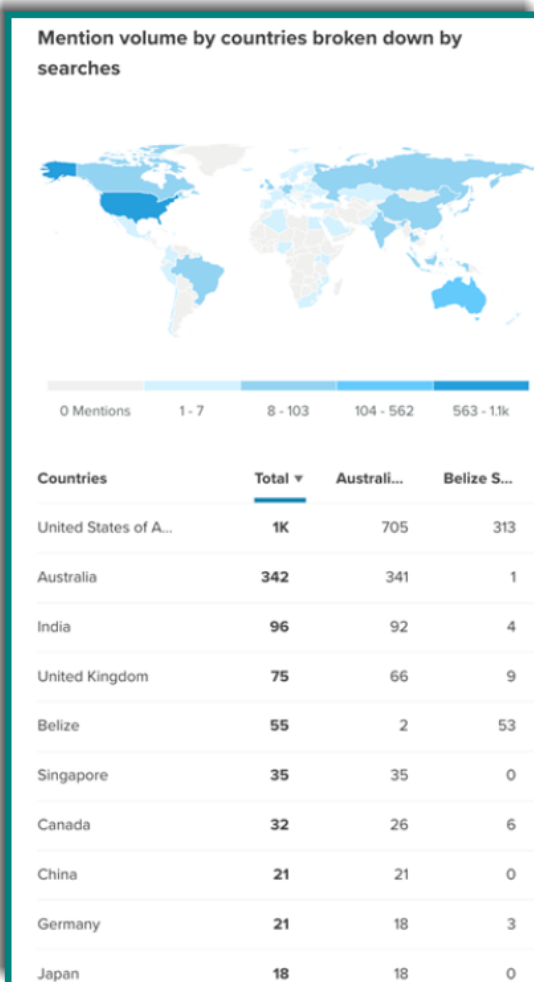 Mention volume by countries broken down by
searches
0 Mentions 1 - 7 8 - 103 104 - 562 563 - 1.1k
Countries Total ▼ Australi... Belize S...
United States of A... 1K 705 313
Australia 342 341 1
India 96 92 4
United Kingdom 75 66 9
Belize 55 2 53
Singapore 35 35 0
Canada 32 26 6
China 21 21 0
Germany 21 18 3
Japan 18 18 0